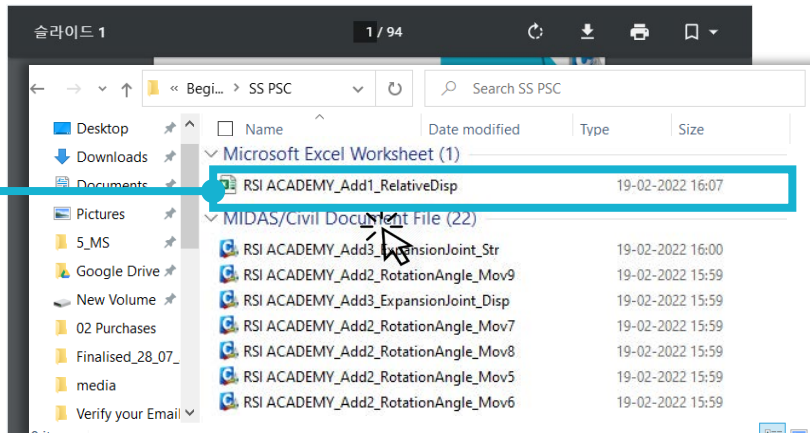 슬라이드 1
1 / 94
« Begi... > SS PSC
Search SS PSC
Desktop
Downloads
Documents
Pictures
5_MS
Google Drive
New Volume
02 Purchases
Finalised_28_07_
media
Verify your Email
Name Date modified Type Size
Microsoft Excel Worksheet (1)
RSI ACADEMY_Add1_RelativeDisp 19-02-2022 16:07
MIDAS/Civil Document File (22)
RSI ACADEMY_Add3_ExpansionJoint_Str 19-02-2022 16:00
RSI ACADEMY_Add2_RotationAngle_Mov9 19-02-2022 15:59
RSI ACADEMY_Add3_ExpansionJoint_Disp 19-02-2022 15:59
RSI ACADEMY_Add2_RotationAngle_Mov7 19-02-2022 15:59
RSI ACADEMY_Add2_RotationAngle_Mov8 19-02-2022 15:59
RSI ACADEMY_Add2_RotationAngle_Mov5 19-02-2022 15:59
RSI ACADEMY_Add2_RotationAngle_Mov6 19-02-2022 15:59